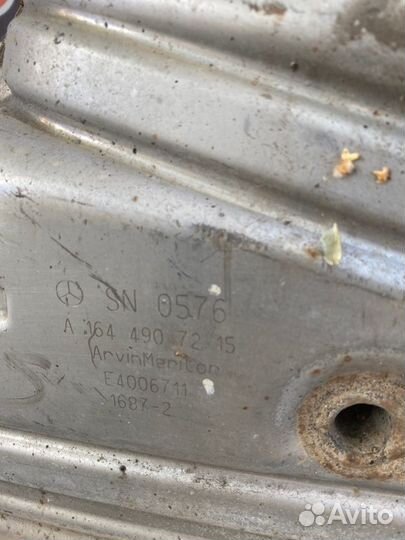 SN 0576
A 164 490 72 15
ArvinMeritor
E4006711
1687-2
Avito